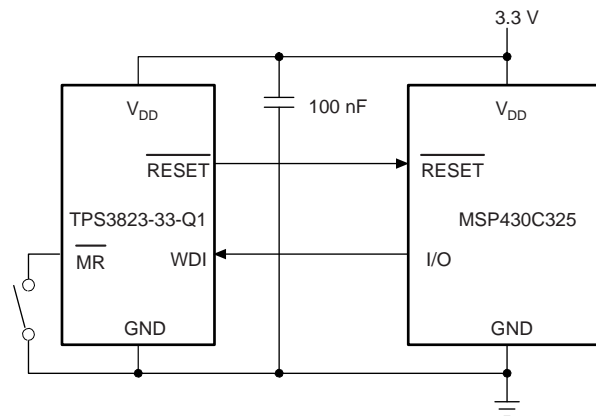 3.3 V
V_DD
100 nF
V_DD
RESET
RESET
TPS3823-33-Q1
MSP430C325
MR
WDI
I/O
GND
GND